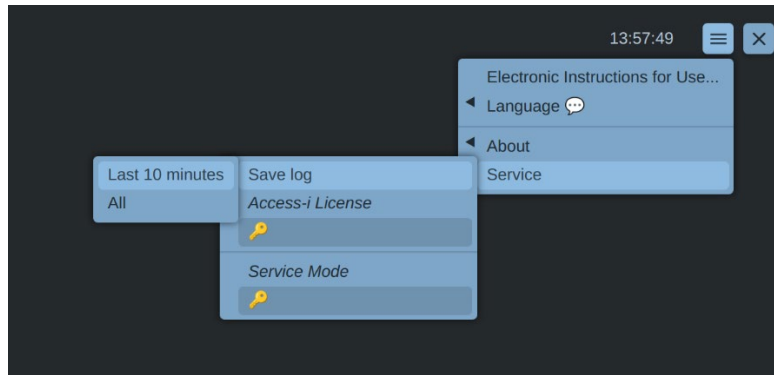 13:57:49
Electronic Instructions for Use...
Language 💬
About
Service
Save log
Access-i License
🔑
Service Mode
🔑
Last 10 minutes
All